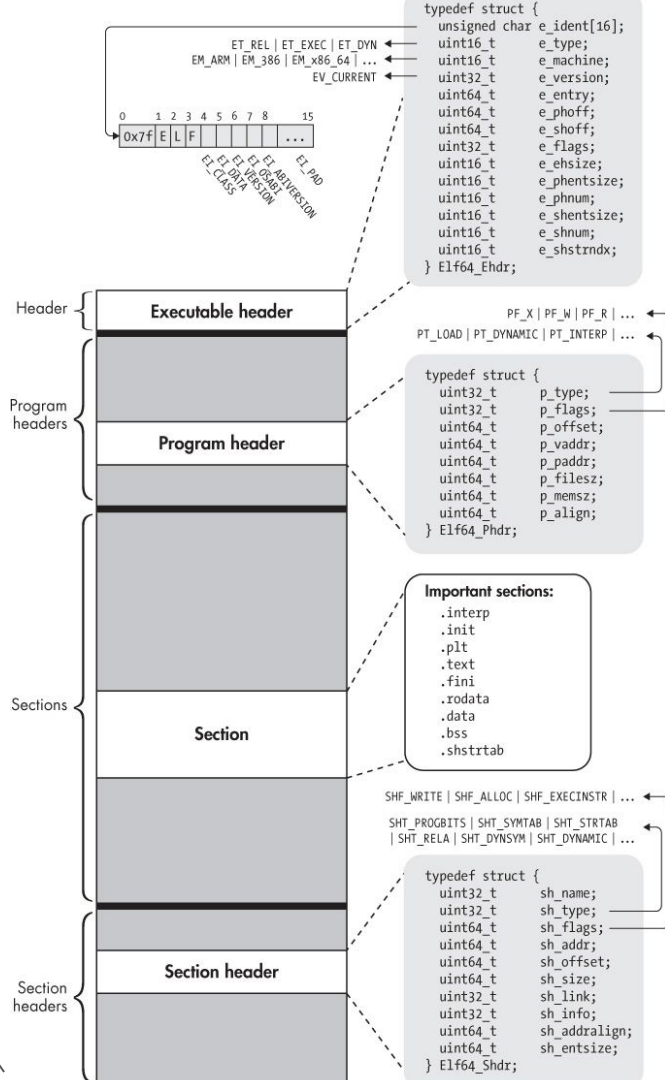 typedef struct {
unsigned char e_ident[16];
uint16_t e_type;
uint16_t e_machine;
uint32_t e_version;
uint64_t e_entry;
uint64_t e_phoff;
uint64_t e_shoff;
uint32_t e_flags;
uint16_t e_ehsize;
uint16_t e_phentsize;
uint16_t e_phnum;
uint16_t e_shentsize;
uint16_t e_shnum;
uint16_t e_shstrndx;
} Elf64_Ehdr;
ET_REL | ET_EXEC | ET_DYN
EM_ARM | EM_386 | EM_x86_64 | ...
EV_CURRENT
0 1 2 3 4 5 6 7 8 15
0x7f E L F ...
EI_CLASS
EI_DATA
EI_VERSION
EI_OSABI
EI_ABIVERSION
EI_PAD
Header
Executable header
PF_X | PF_W | PF_R | ...
PT_LOAD | PT_DYNAMIC | PT_INTERP | ...
Program
headers
Program header
typedef struct {
uint32_t p_type;
uint32_t p_flags;
uint64_t p_offset;
uint64_t p_vaddr;
uint64_t p_paddr;
uint64_t p_filesz;
uint64_t p_memsz;
uint64_t p_align;
} Elf64_Phdr;
Sections
Section
Important sections:
.interp
.init
.plt
.text
.fini
.rodata
.data
.bss
.shstrtab
SHF_WRITE | SHF_ALLOC | SHF_EXECINSTR | ...
SHT_PROGBITS | SHT_SYMTAB | SHT_STRTAB
| SHT_RELA | SHT_DYNSYM | SHT_DYNAMIC | ...
Section
headers
Section header
typedef struct {
uint32_t sh_name;
uint32_t sh_type;
uint64_t sh_flags;
uint64_t sh_addr;
uint64_t sh_offset;
uint64_t sh_size;
uint32_t sh_link;
uint32_t sh_info;
uint64_t sh_addralign;
uint64_t sh_entsize;
} Elf64_Shdr;